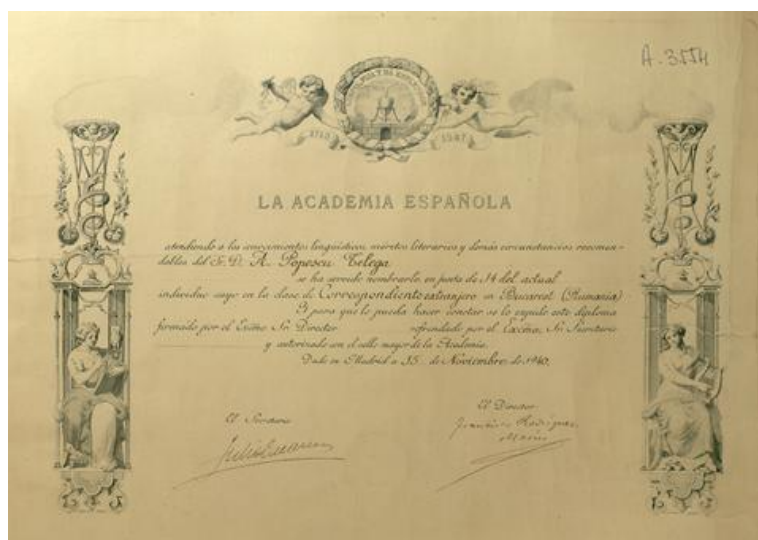 A-3554
1713
LA ACADEMIA ESPAÑOLA
atendiendo a los conocimientos lingüísticos, méritos literarios y demás circunstancias recomen-
dables del Sr. D. A. Popescu Telega
se ha servido nombrarle, en junta de 14 del actual
individuo suyo en la clase de Correspondiente extranjero en Bucarest (Rumania)
Y para que lo pueda hacer constar se le expide este diploma
firmado por el Excmo. Sr. Director refrendado por el Excmo. Sr. Secretario
y autorizado con el sello mayor de la Academia.
Dado en Madrid a 15 de Noviembre de 1940.
El Secretario
El Director
Francisco Rodríguez
Marín